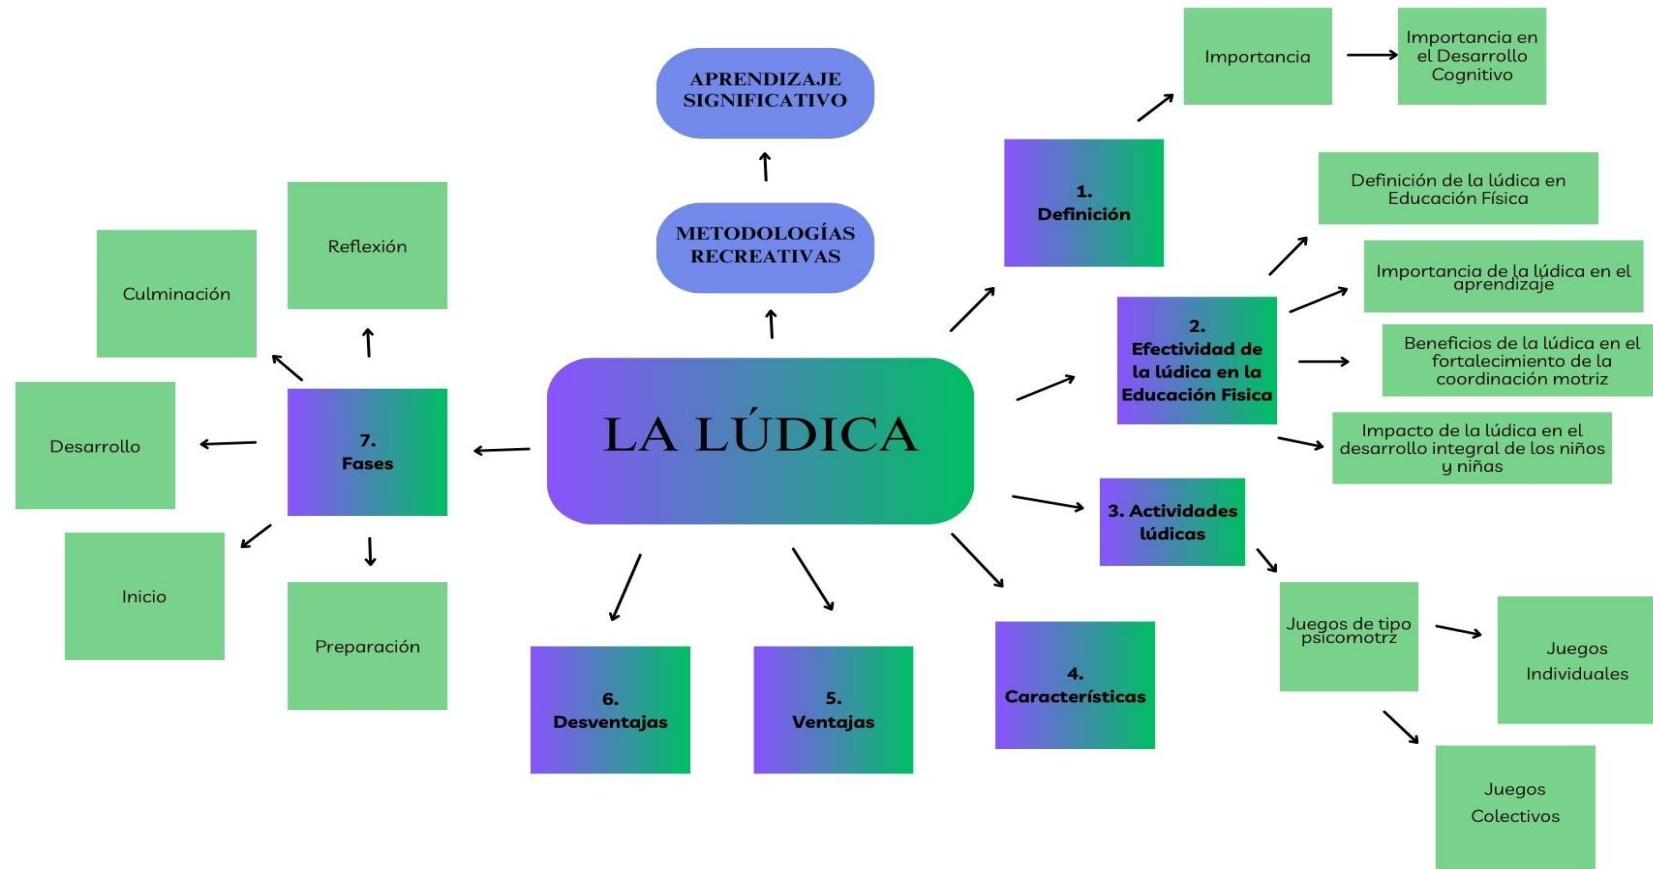 APRENDIZAJE
SIGNIFICATIVO
METODOLOGÍAS
RECREATIVAS
LA LÚDICA
1.
Definición
Importancia
Importancia en
el Desarrollo
Cognitivo
2.
Efectividad de
la lúdica en la
Educación Fisica
Definición de la lúdica en
Educación Física
Importancia de la lúdica en el
aprendizaje
Beneficios de la lúdica en el
fortalecimiento de la
coordinación motriz
Impacto de la lúdica en el
desarrollo integral de los niños
y niñas
3. Actividades
lúdicas
Juegos de tipo
psicomotrz
Juegos
Individuales
Juegos
Colectivos
4.
Características
5.
Ventajas
6.
Desventajas
7.
Fases
Preparación
Inicio
Desarrollo
Culminación
Reflexión